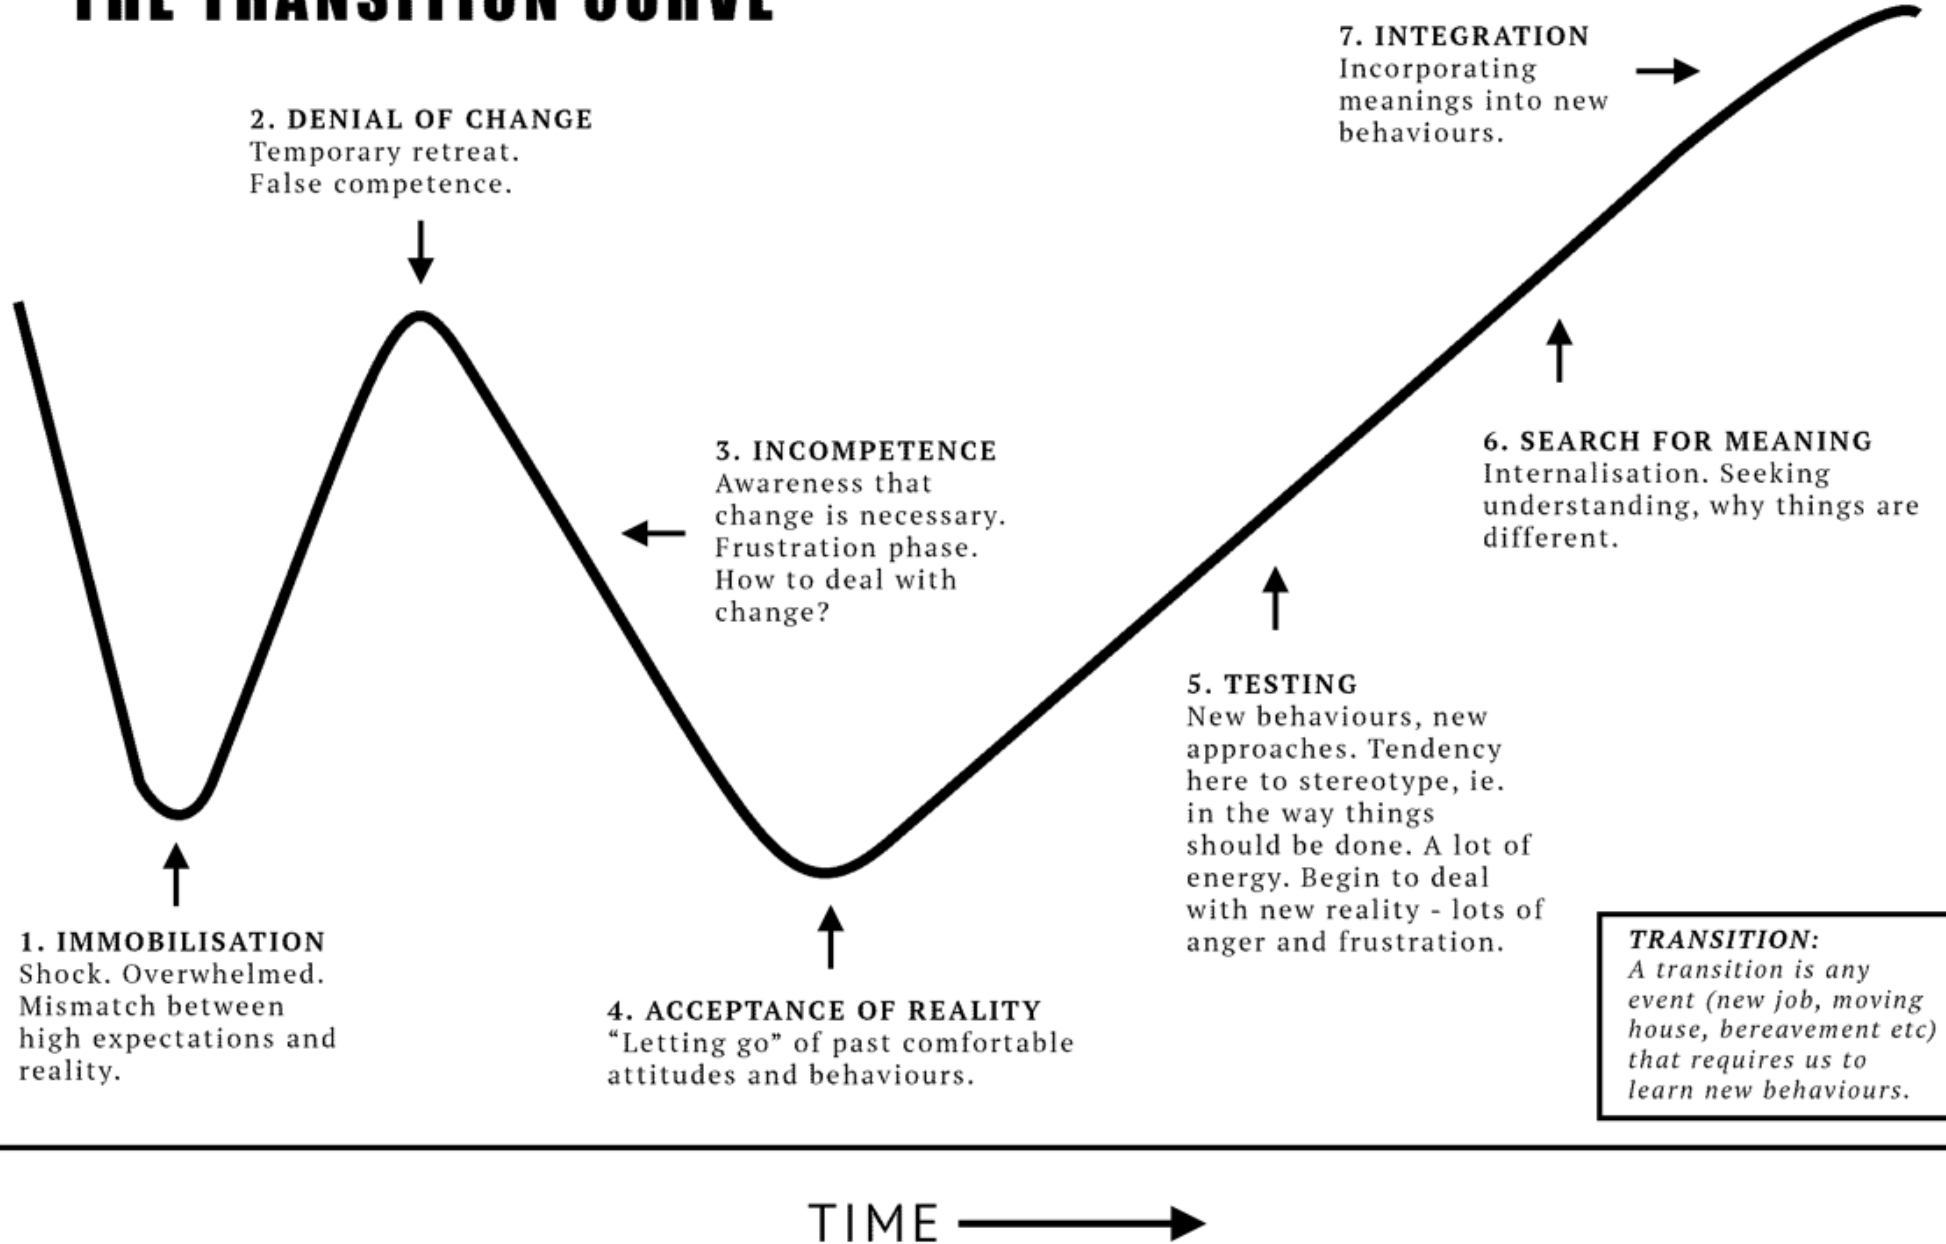 THE TRANSITION CURVE
7. INTEGRATION
Incorporating
meanings into new
behaviours.
2. DENIAL OF CHANGE
Temporary retreat.
False competence.
3. INCOMPETENCE
Awareness that
change is necessary.
Frustration phase.
How to deal with
change?
6. SEARCH FOR MEANING
Internalisation. Seeking
understanding, why things are
different.
5. TESTING
New behaviours, new
approaches. Tendency
here to stereotype, ie.
in the way things
should be done. A lot of
energy. Begin to deal
with new reality - lots of
anger and frustration.
1. IMMOBILISATION
Shock. Overwhelmed.
Mismatch between
high expectations and
reality.
4. ACCEPTANCE OF REALITY
“Letting go” of past comfortable
attitudes and behaviours.
TRANSITION:
A transition is any
event (new job, moving
house, bereavement etc)
that requires us to
learn new behaviours.
TIME